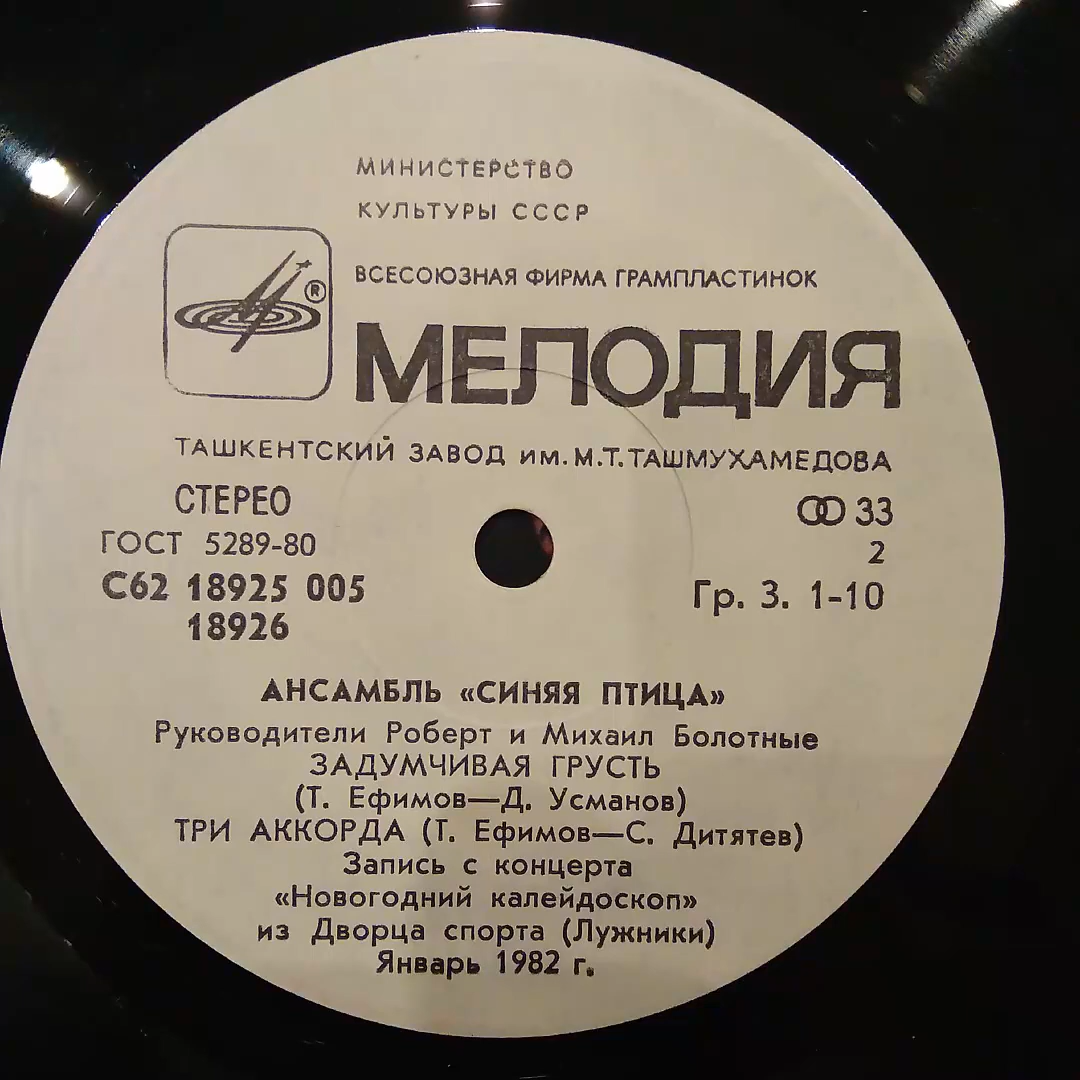 МИНИСТЕРСТВО
КУЛЬТУРЫ СССР
ВСЕСОЮЗНАЯ ФИРМА ГРАМПЛАСТИНОК
®
МЕЛОДИЯ
ТАШКЕНТСКИЙ ЗАВОД ИМ. М.Т. ТАШМУХАМЕДОВА
СТЕРЕО
ГОСТ 5289-80
С62 18925 005
18926
33
2
Гр. 3. 1-10
АНСАМБЛЬ «СИНЯЯ ПТИЦА»
Руководители Роберт и Михаил Болотные
ЗАДУМЧИВАЯ ГРУСТЬ
(Т. Ефимов—Д. Усманов)
ТРИ АККОРДА (Т. Ефимов—С. Дитятев)
Запись с концерта
«Новогодний калейдоскоп»
из Дворца спорта (Лужники)
Январь 1982 г.